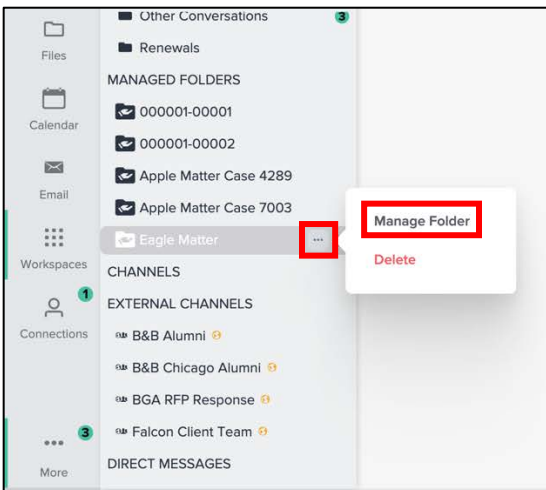 Other Conversations 3
Files
Renewals
MANAGED FOLDERS
000001-00001
Calendar
000001-00002
Apple Matter Case 4289
Email
Apple Matter Case 7003
Manage Folder
Eagle Matter ...
Delete
Workspaces
CHANNELS
1
EXTERNAL CHANNELS
Connections
B&B Alumni
B&B Chicago Alumni
BGA RFP Response
3
Falcon Client Team
More
DIRECT MESSAGES